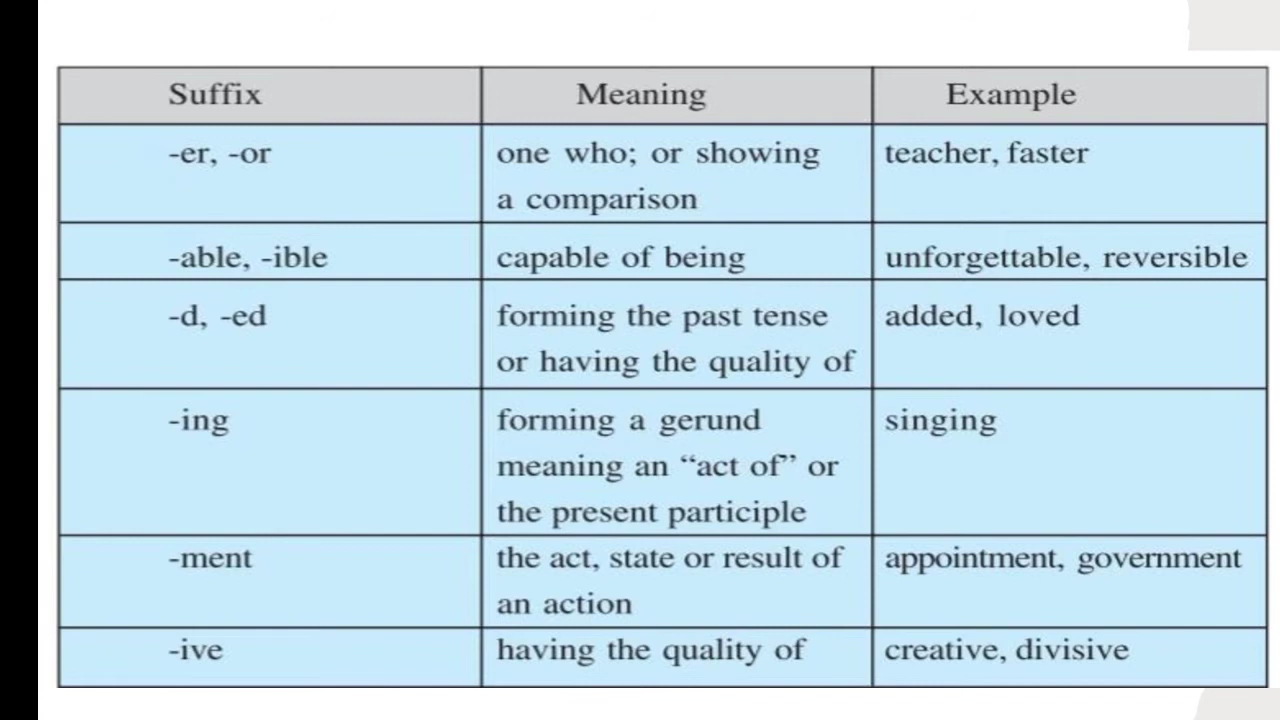 Suffix Meaning Example
-er, -or one who; or showing teacher, faster
a comparison
-able, -ible capable of being unforgettable, reversible
-d, -ed forming the past tense added, loved
or having the quality of
-ing forming a gerund singing
meaning an “act of” or
the present participle
-ment the act, state or result of appointment, government
an action
-ive having the quality of creative, divisive